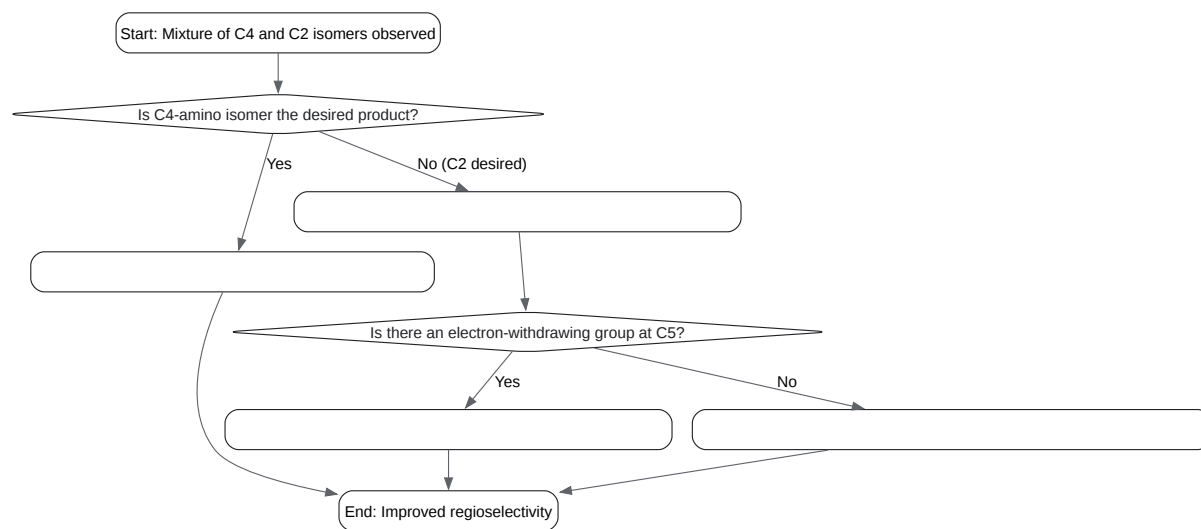 Start: Mixture of C4 and C2 isomers observed
Is C4-amino isomer the desired product?
Yes
No (C2 desired)
Is there an electron-withdrawing group at C5?
Yes
No
End: Improved regioselectivity